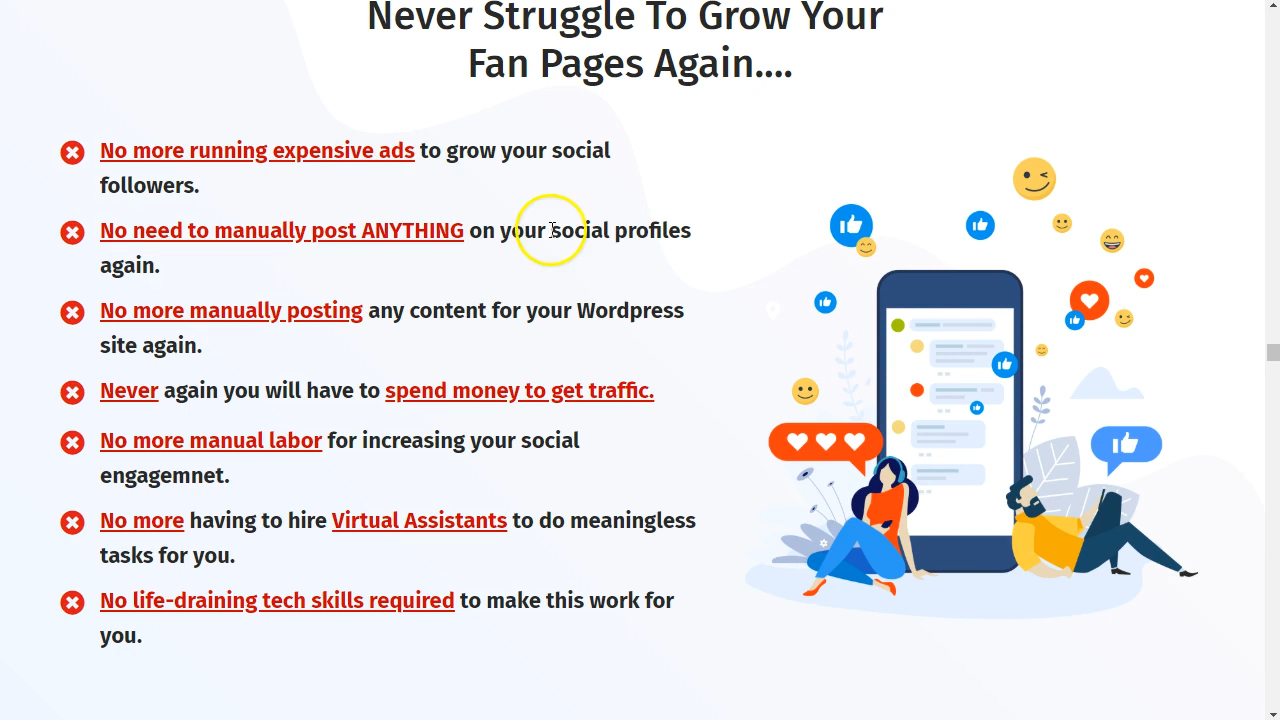 Never Struggle To Grow Your
Fan Pages Again....
No more running expensive ads to grow your social
followers.
No need to manually post ANYTHING on your social profiles
again.
No more manually posting any content for your Wordpress
site again.
Never again you will have to spend money to get traffic.
No more manual labor for increasing your social
engagemnet.
No more having to hire Virtual Assistants to do meaningless
tasks for you.
No life-draining tech skills required to make this work for
you.